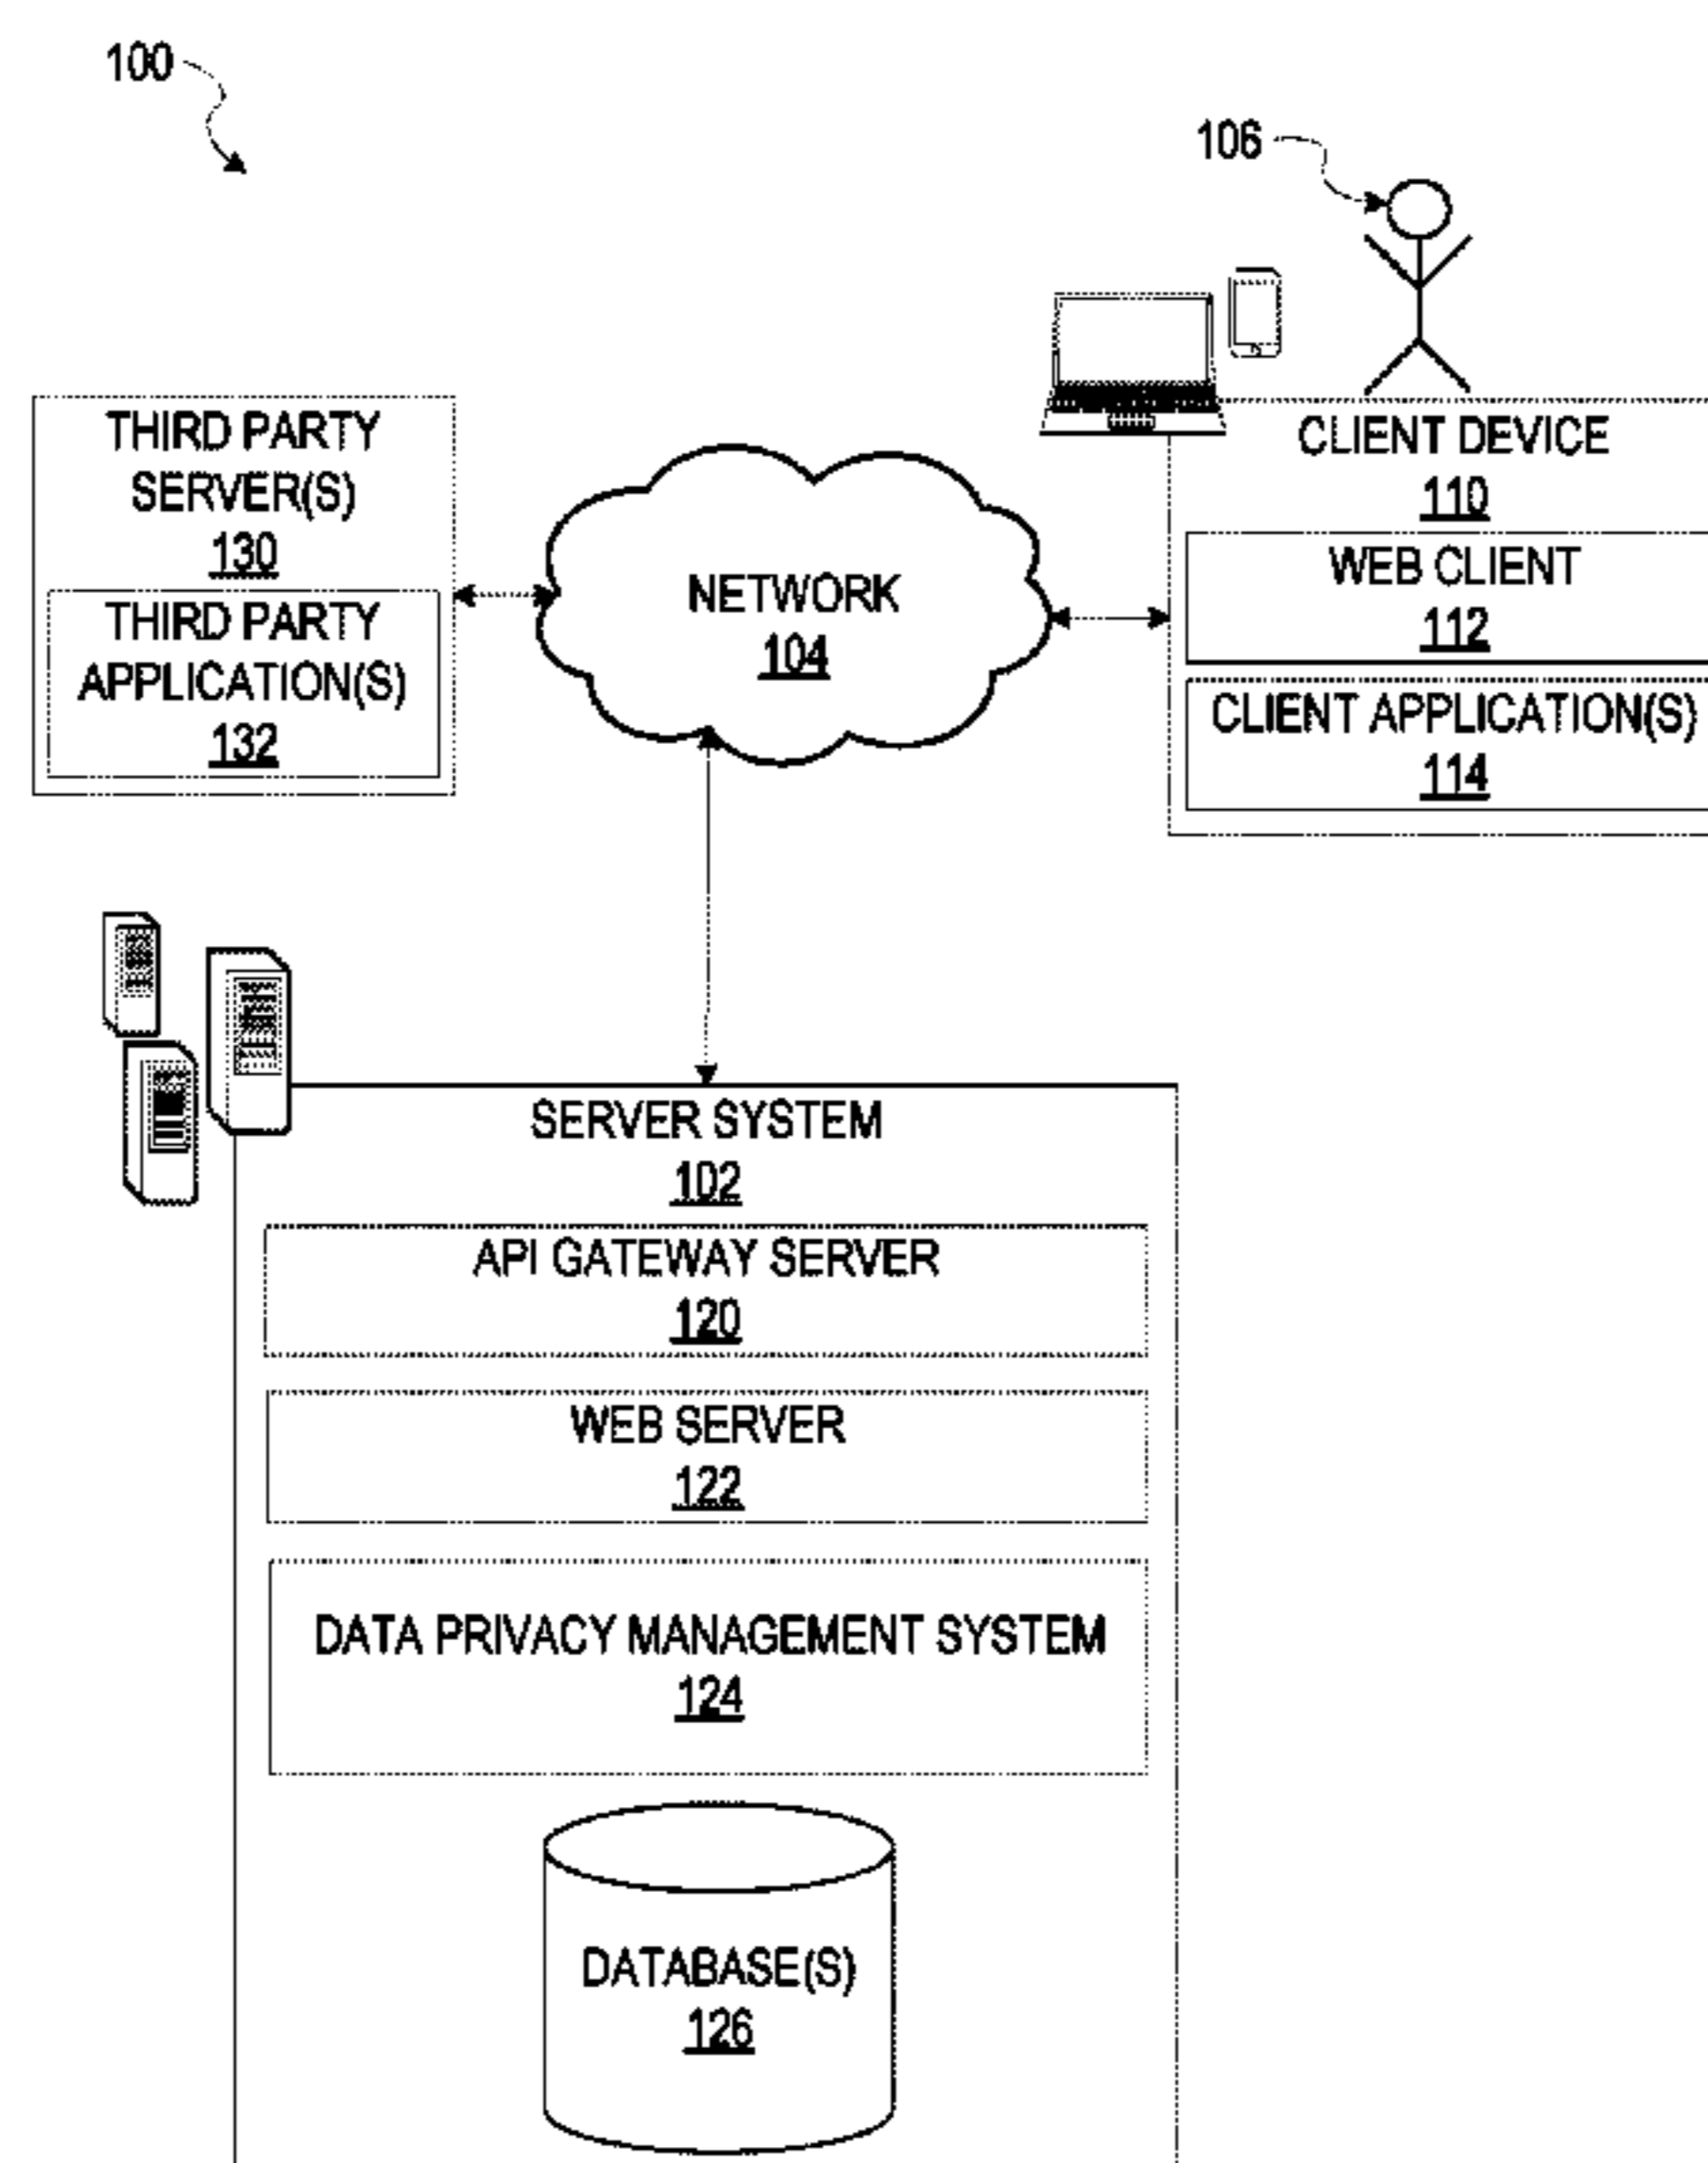 100
106
THIRD PARTY
SERVER(S)
130
THIRD PARTY
APPLICATION(S)
132
NETWORK
104
CLIENT DEVICE
110
WEB CLIENT
112
CLIENT APPLICATION(S)
114
SERVER SYSTEM
102
API GATEWAY SERVER
120
WEB SERVER
122
DATA PRIVACY MANAGEMENT SYSTEM
124
DATABASE(S)
126